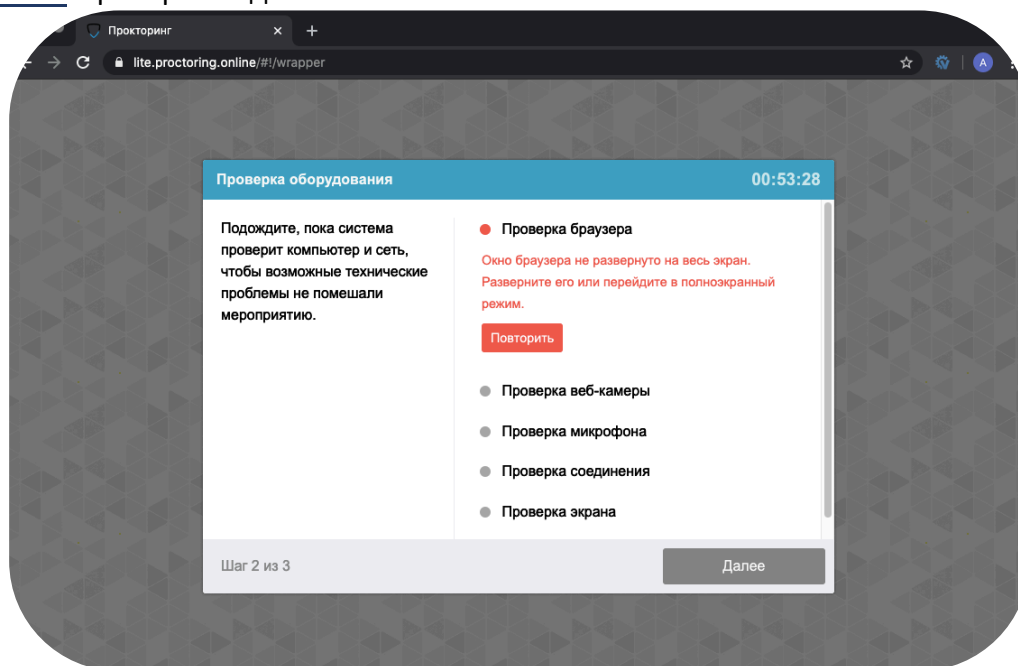 Прокторинг
lite.proctoring.online/#!/wrapper
A
Проверка оборудования
00:53:28
Подождите, пока система
проверит компьютер и сеть,
чтобы возможные технические
проблемы не помешали
мероприятию.
Проверка браузера
Окно браузера не развернуто на весь экран.
Разверните его или перейдите в полноэкранный
режим.
Повторить
Проверка веб-камеры
Проверка микрофона
Проверка соединения
Проверка экрана
Шаг 2 из 3
Далее